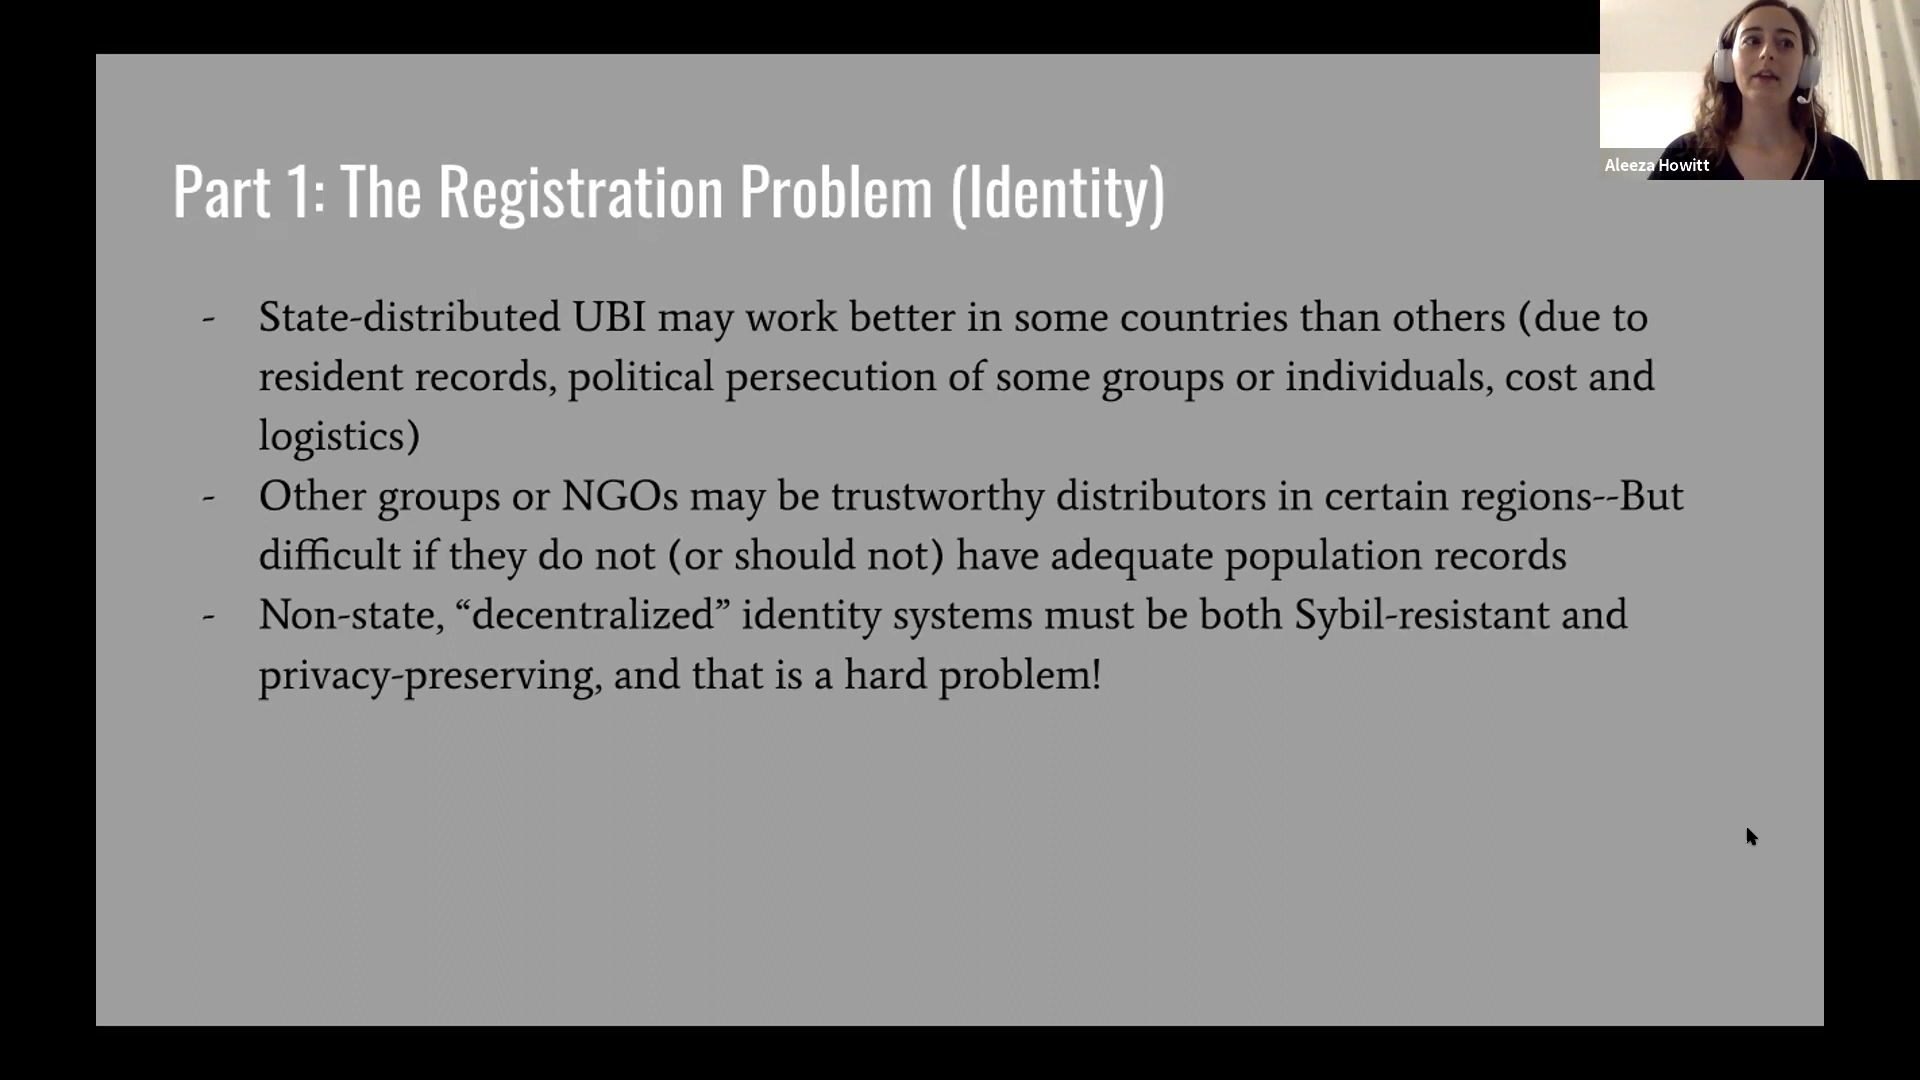 Aleeza Howitt
Part 1: The Registration Problem (Identity)
- State-distributed UBI may work better in some countries than others (due to
resident records, political persecution of some groups or individuals, cost and
logistics)
- Other groups or NGOs may be trustworthy distributors in certain regions--But
difficult if they do not (or should not) have adequate population records
- Non-state, “decentralized” identity systems must be both Sybil-resistant and
privacy-preserving, and that is a hard problem!